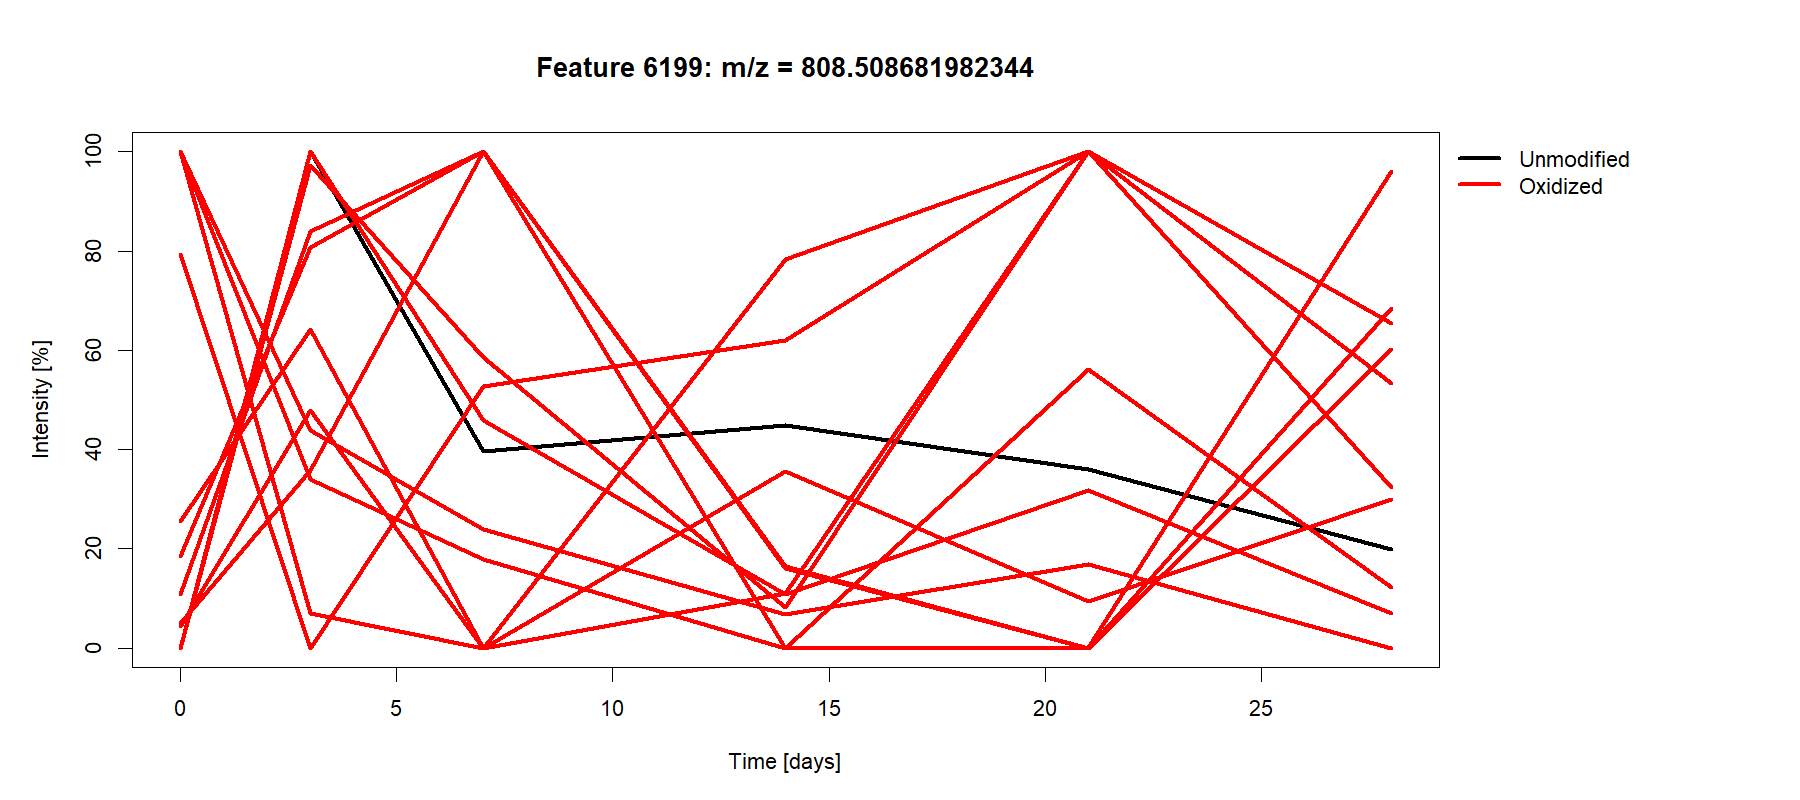 Feature 6199: m/z = 808.508681982344
Unmodified
Oxidized
Intensity [%]
100
80
60
40
20
0
0 5 10 15 20 25
Time [days]